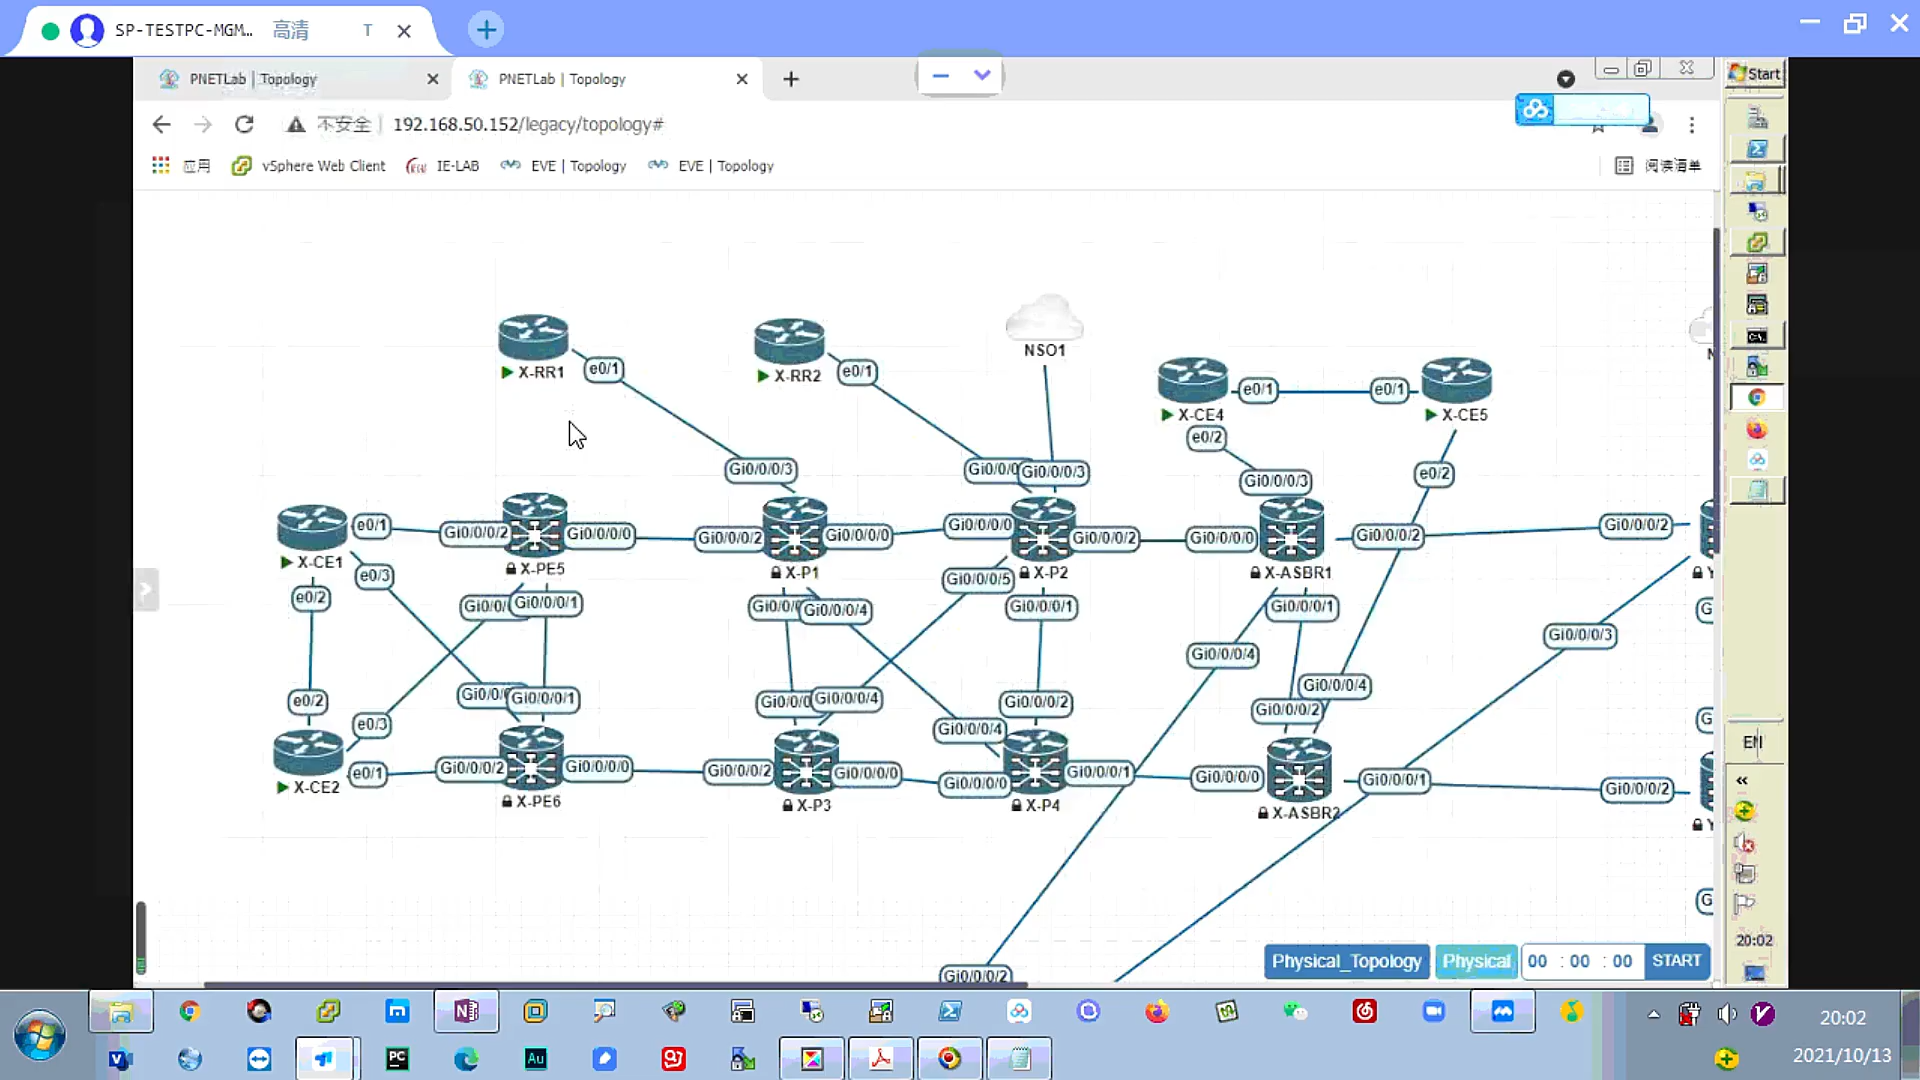 SP-TESTPC-MGM... 高清 T
PNETLab | Topology
PNETLab | Topology
Start
不安全 192.168.50.152/legacy/topology#
应用 vSphere Web Client IE-LAB EVE | Topology EVE | Topology 阅读清单
NSO1
X-RR1 e0/1
X-RR2 e0/1
X-CE4 e0/1 e0/1 X-CE5
e0/2
e0/2
Gi0/0/0/3 Gi0/0/0/3 Gi0/0/0/3
e0/1 Gi0/0/0/2 Gi0/0/0/0 Gi0/0/0/2 Gi0/0/0/0 Gi0/0/0/0 Gi0/0/0/2 Gi0/0/0/0 Gi0/0/0/2 Gi0/0/0/2
X-CE1 X-PE5 X-P1 X-P2 X-ASBR1
e0/3 Gi0/0/0/5
e0/2 Gi0/0/0/1 Gi0/0/0/4 Gi0/0/0/1 Gi0/0/0/1
Gi0/0/0/3
Gi0/0/0/4
Gi0/0/0/4
e0/2 Gi0/0/0/1 Gi0/0/0/4 Gi0/0/0/2 Gi0/0/0/2
e0/3 Gi0/0/0/4
e0/1 Gi0/0/0/2 Gi0/0/0/0 Gi0/0/0/2 Gi0/0/0/0 Gi0/0/0/0 Gi0/0/0/1 Gi0/0/0/0 Gi0/0/0/1 Gi0/0/0/2
X-CE2 X-PE6 X-P3 X-P4 X-ASBR2
EN
20:02
Gi0/0/0/2
Physical_Topology Physical 00 : 00 : 00 START
20:02
2021/10/13